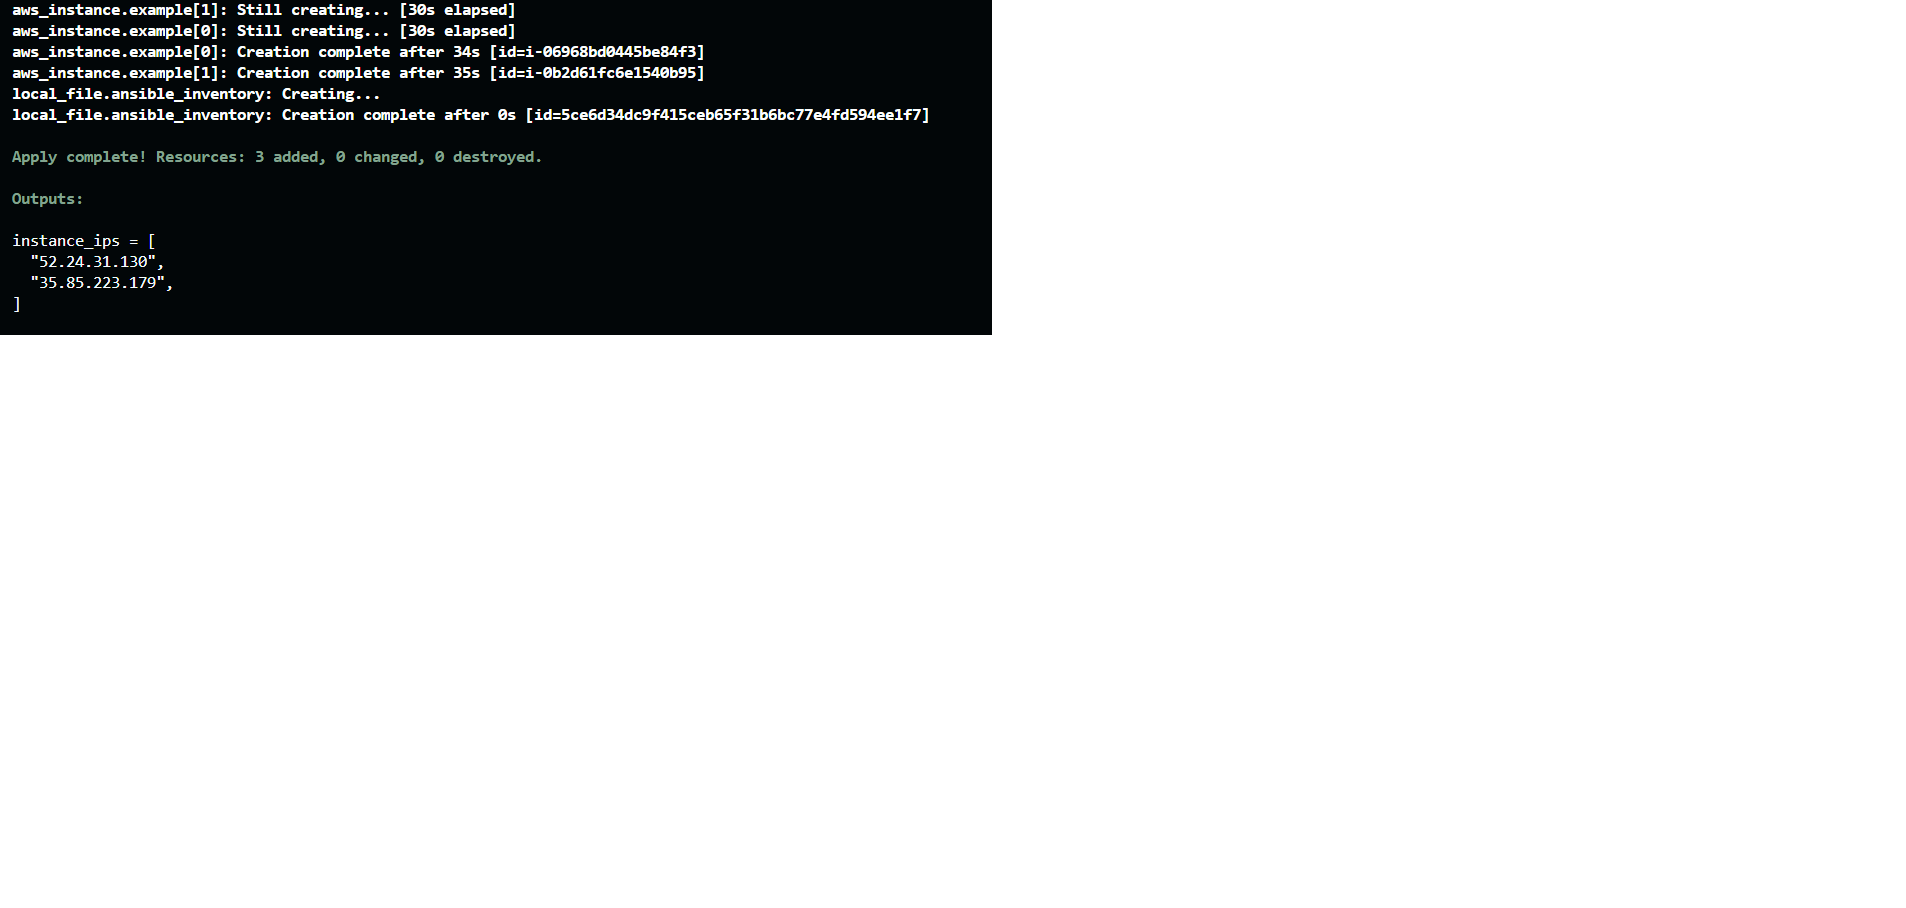 aws_instance.example[1]: Still creating... [30s elapsed]
aws_instance.example[0]: Still creating... [30s elapsed]
aws_instance.example[0]: Creation complete after 34s [id=i-06968bd0445be84f3]
aws_instance.example[1]: Creation complete after 35s [id=i-0b2d61fc6e1540b95]
local_file.ansible_inventory: Creating...
local_file.ansible_inventory: Creation complete after 0s [id=5ce6d34dc9f415ceb65f31b6bc77e4fd594ee1f7]
Apply complete! Resources: 3 added, 0 changed, 0 destroyed.
Outputs:
instance_ips = [
  "52.24.31.130",
  "35.85.223.179",
]